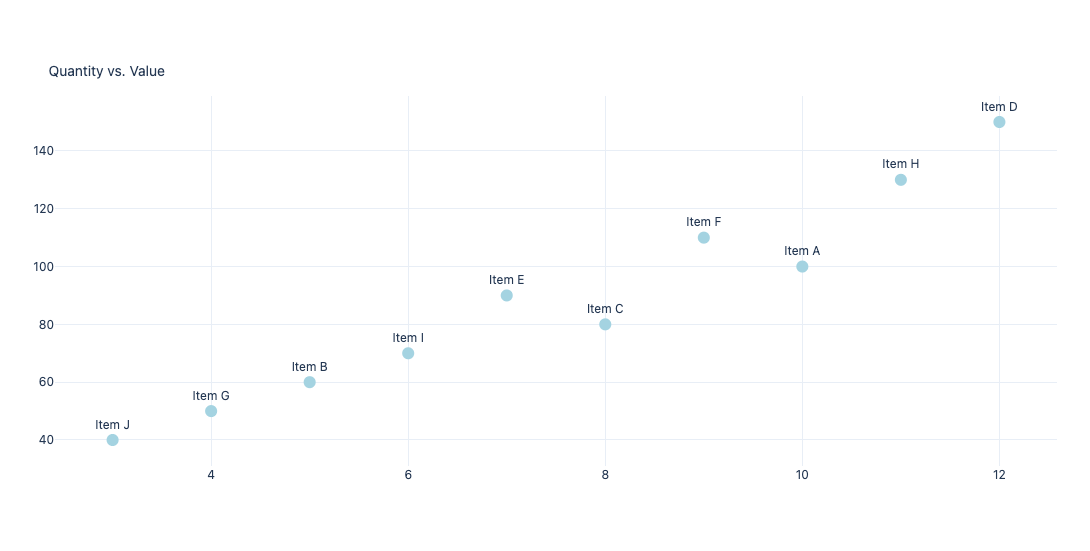 Quantity vs. Value
Item D
140
Item H
120
Item F
Item A
100
Item E
Item C
80
Item I
Item B
60
Item G
Item J
40
4 6 8 10 12